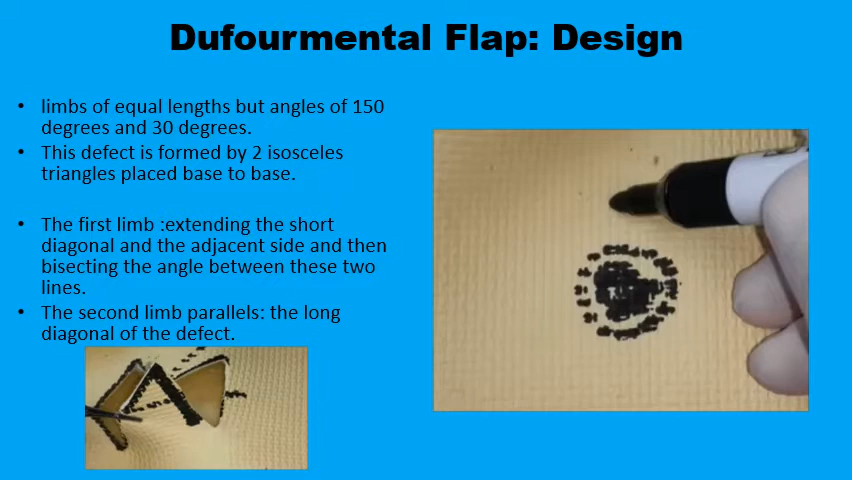 Dufourmental Flap: Design
• limbs of equal lengths but angles of 150
degrees and 30 degrees.
• This defect is formed by 2 isosceles
triangles placed base to base.
• The first limb :extending the short
diagonal and the adjacent side and then
bisecting the angle between these two
lines.
• The second limb parallels: the long
diagonal of the defect.